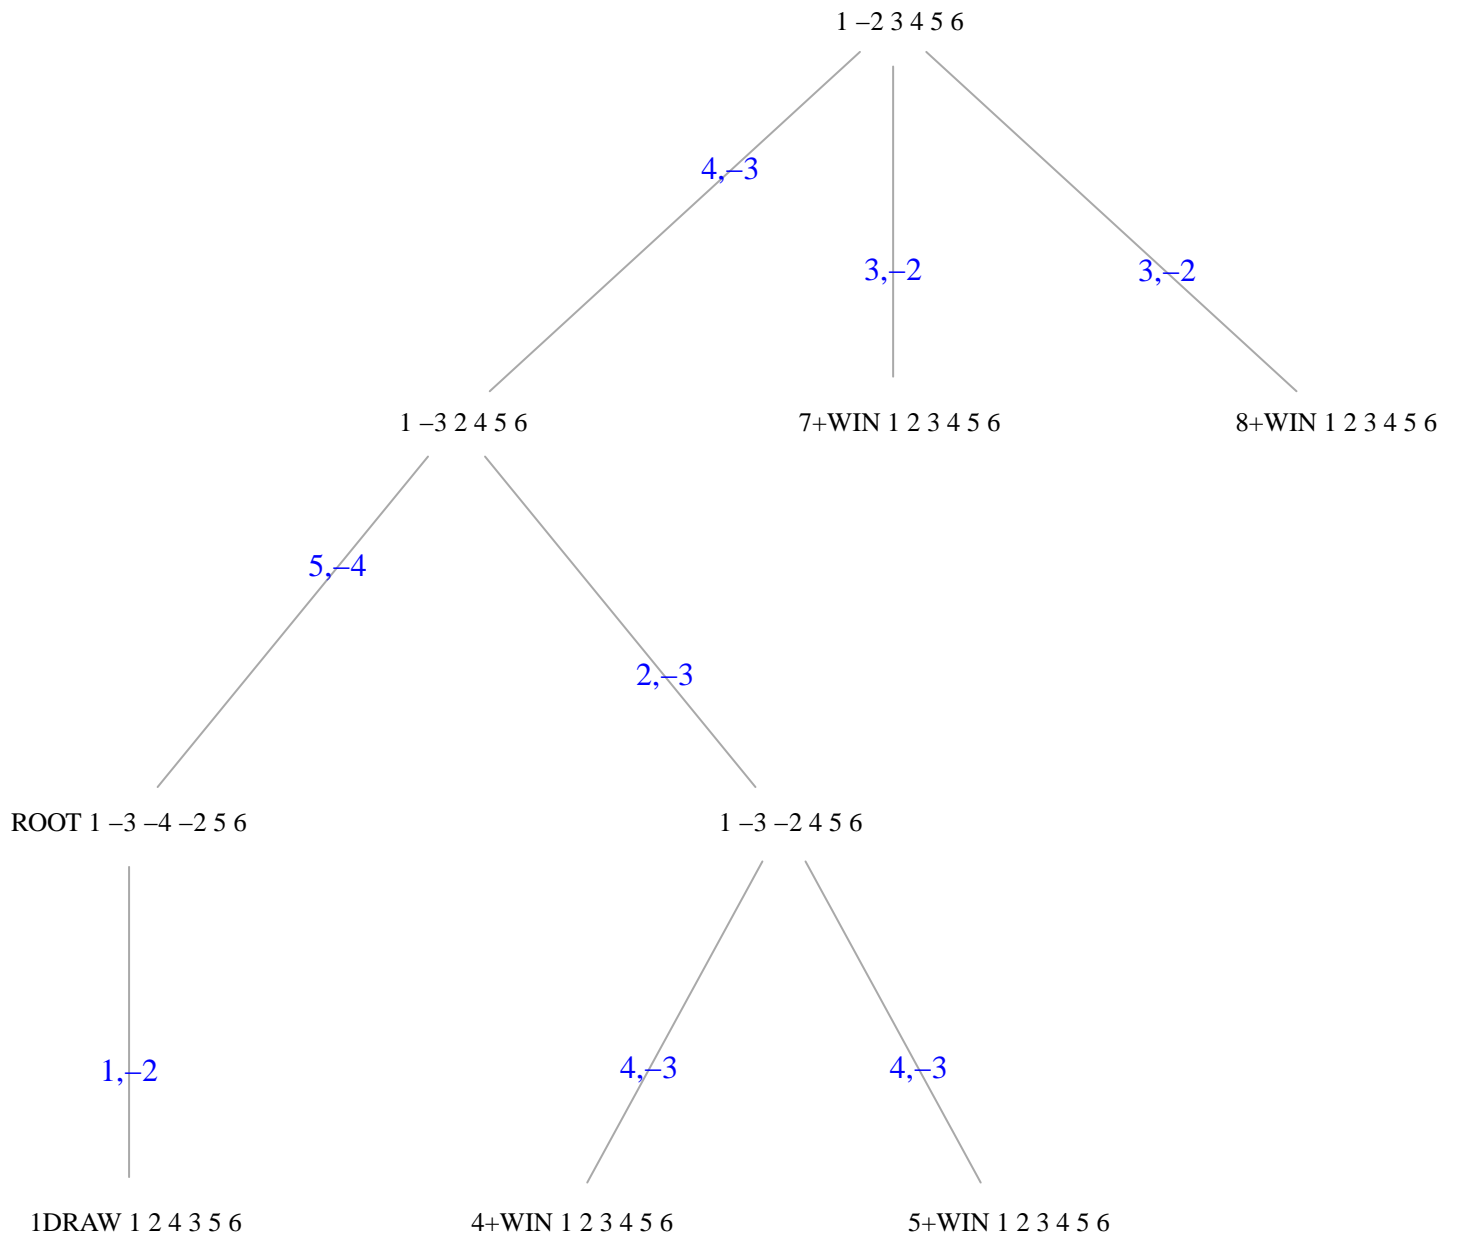 1 –2 3 4 5 6
4,–3
3,–2
3,–2
1 –3 2 4 5 6
7+WIN 1 2 3 4 5 6
8+WIN 1 2 3 4 5 6
5,–4
2,–3
ROOT 1 –3 –4 –2 5 6
1 –3 –2 4 5 6
1,–2
4,–3
4,–3
1DRAW 1 2 4 3 5 6
4+WIN 1 2 3 4 5 6
5+WIN 1 2 3 4 5 6